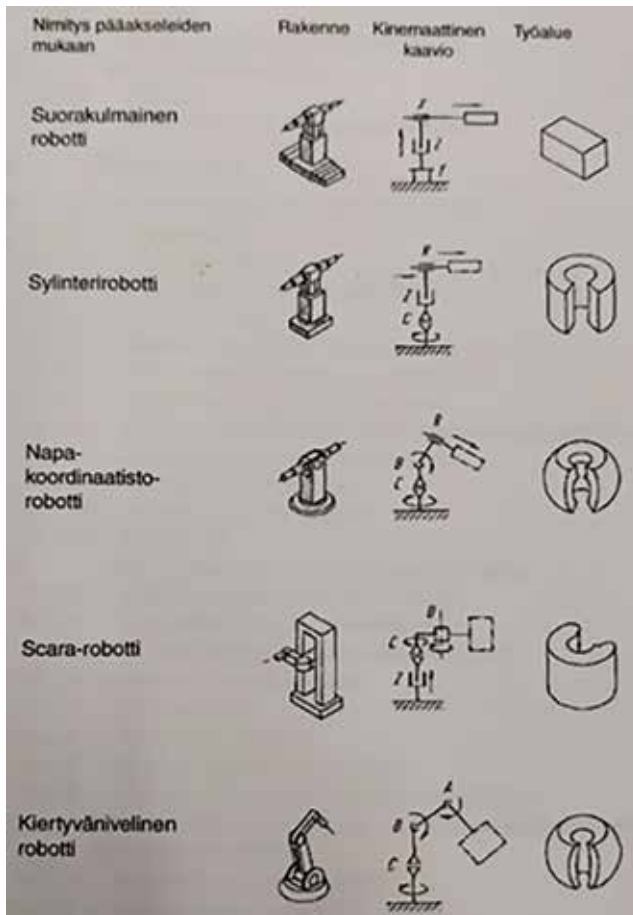 Nimitys pääakseleiden
mukaan
Rakenne
Kinemaattinen
kaavio
Työalue
Suorakulmainen
robotti
Z
Y
Sylinterirobotti
R
Z
C
Napa-
koordinaatisto-
robotti
R
B
C
Scara-robotti
D
C
Z
Kiertyvänivelinen
robotti
A
B
C